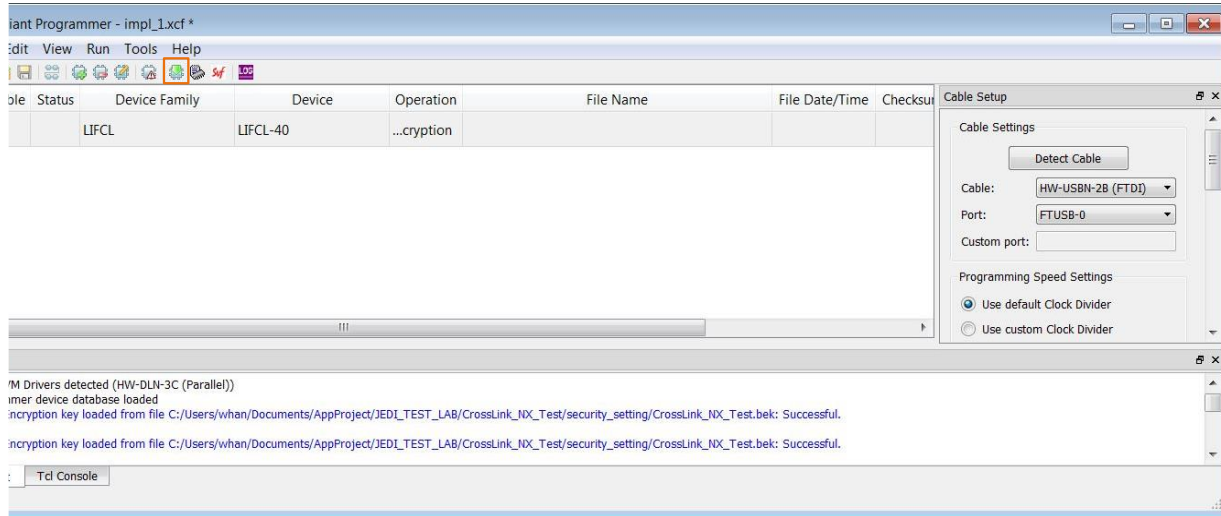 iant Programmer - impl_1.xcf *
Edit View Run Tools Help
LOG
ble Status Device Family Device Operation File Name File Date/Time Checksur
LIFCL LIFCL-40 ...cryption
Cable Setup
Cable Settings
Detect Cable
Cable: HW-USBN-2B (FTDI)
Port: FTUSB-0
Custom port:
Programming Speed Settings
Use default Clock Divider
Use custom Clock Divider
VM Drivers detected (HW-DLN-3C (Parallel))
mmer device database loaded
Encryption key loaded from file C:/Users/whan/Documents/AppProject/JEDI_TEST_LAB/CrossLink_NX_Test/security_setting/CrossLink_NX_Test.bek: Successful.
Encryption key loaded from file C:/Users/whan/Documents/AppProject/JEDI_TEST_LAB/CrossLink_NX_Test/security_setting/CrossLink_NX_Test.bek: Successful.
Tcl Console